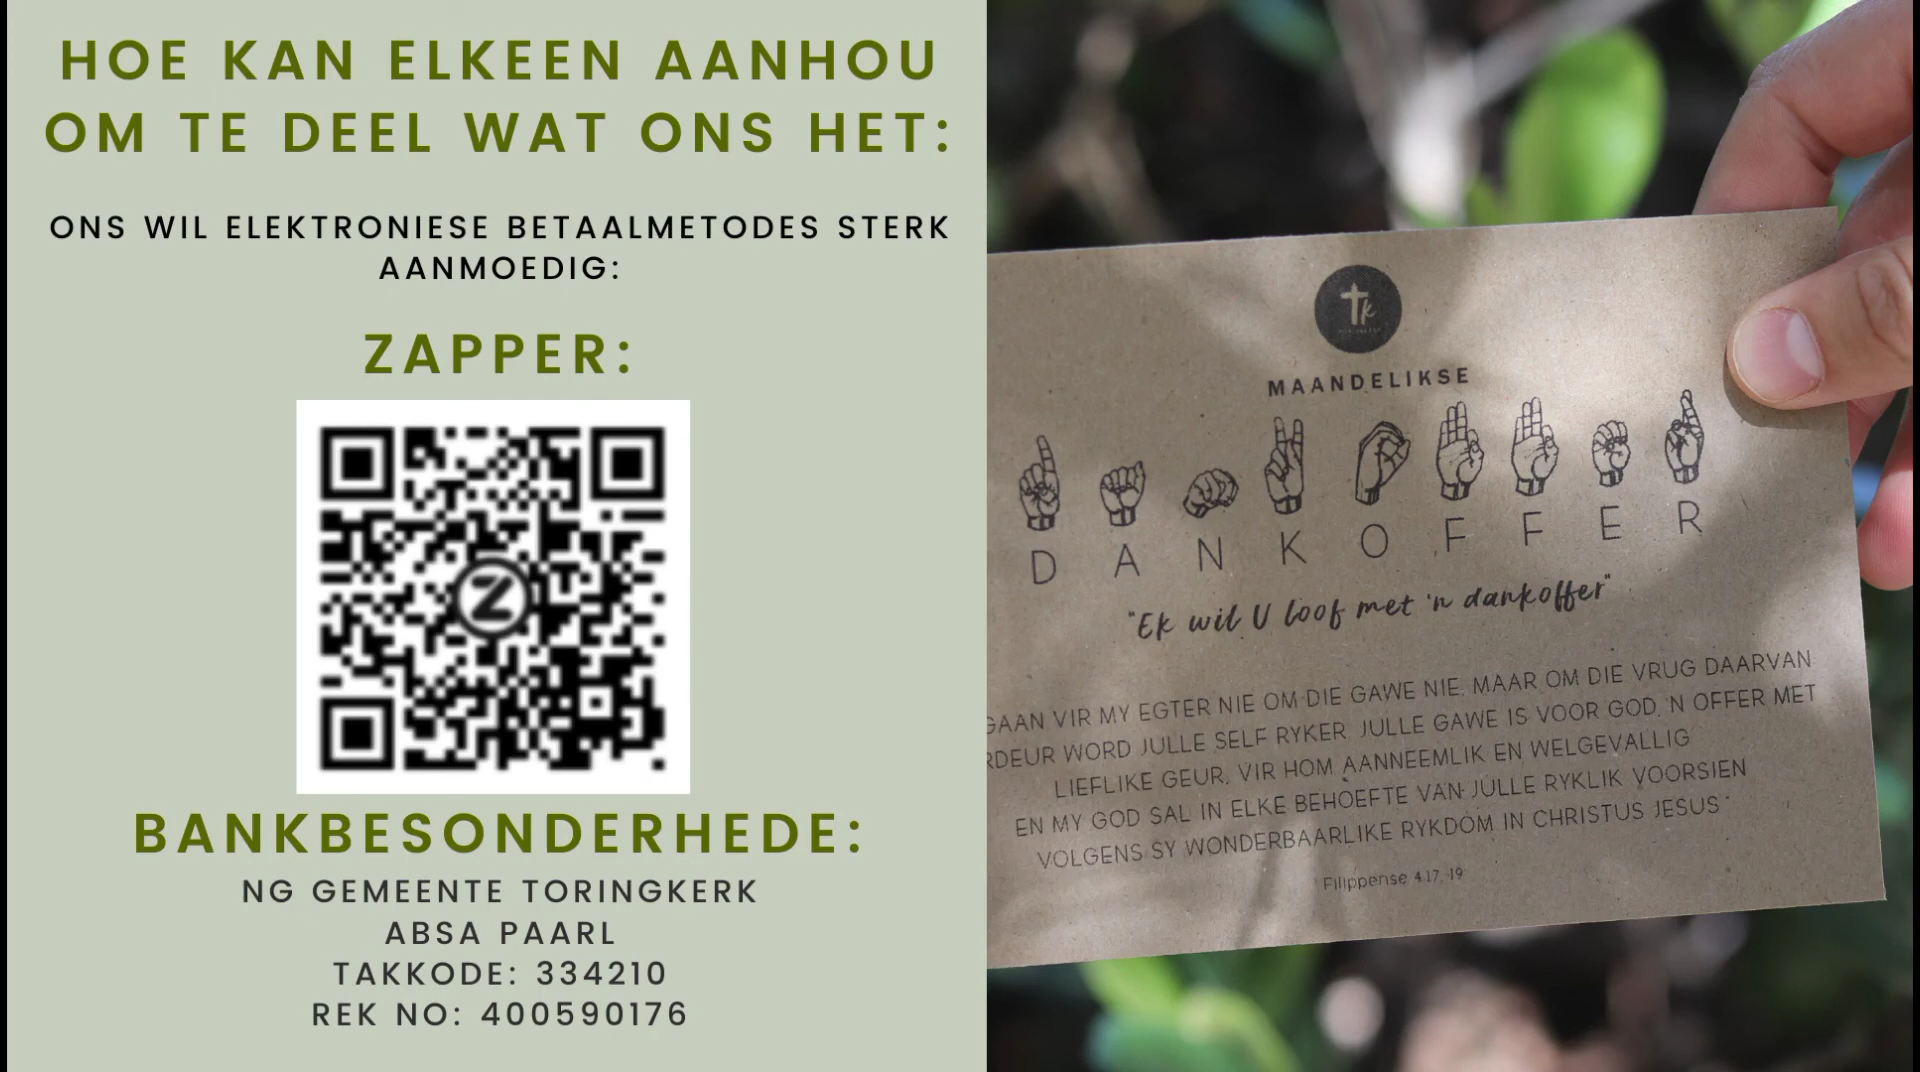 HOE KAN ELKEEN AANHOU
OM TE DEEL WAT ONS HET:
ONS WIL ELEKTRONIESE BETAALMETODES STERK
AANMOEDIG:
ZAPPER:
Z
BANKBESONDERHEDE:
NG GEMEENTE TORINGKERK
ABSA PAARL
TAKKODE: 334210
REK NO: 400590176
Tk
MAANDELIKSE
D A N K O F F E R
"Ek wil U loof met 'n dankoffer"
GAAN VIR MY EGTER NIE OM DIE GAWE NIE. MAAR OM DIE VRUG DAARVAN
RDEUR WORD JULLE SELF RYKER. JULLE GAWE IS VOOR GOD, 'N OFFER MET
LIEFLIKE GEUR, VIR HOM AANNEEMLIK EN WELGEVALLIG
EN MY GOD SAL IN ELKE BEHOEFTE VAN JULLE RYKLIK VOORSIEN
VOLGENS SY WONDERBAARLIKE RYKDOM IN CHRISTUS JESUS"
Filippense 4:17, 19